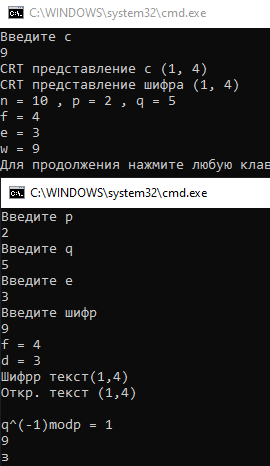 C:\WINDOWS\system32\cmd.exe
Введите с
9
CRT представление с (1, 4)
CRT представление шифра (1, 4)
n = 10 , p = 2 , q = 5
f = 4
e = 3
w = 9
Для продолжения нажмите любую клав
C:\WINDOWS\system32\cmd.exe
Введите p
2
Введите q
5
Введите e
3
Введите шифр
9
f = 4
d = 3
Шифрр текст(1,4)
Откр. текст (1,4)
q^(-1)modp = 1
9
з